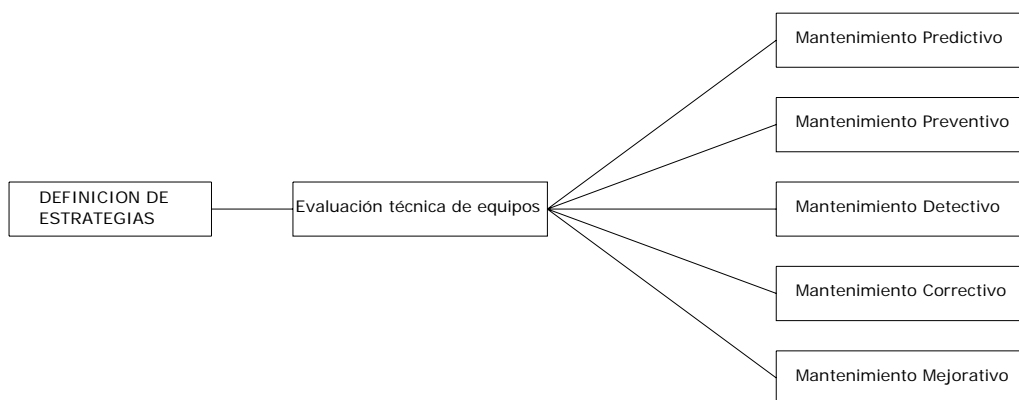 Mantenimiento Predictivo
Mantenimiento Preventivo
DEFINICION DE
ESTRATEGIAS
Evaluación técnica de equipos
Mantenimiento Detectivo
Mantenimiento Correctivo
Mantenimiento Mejorativo